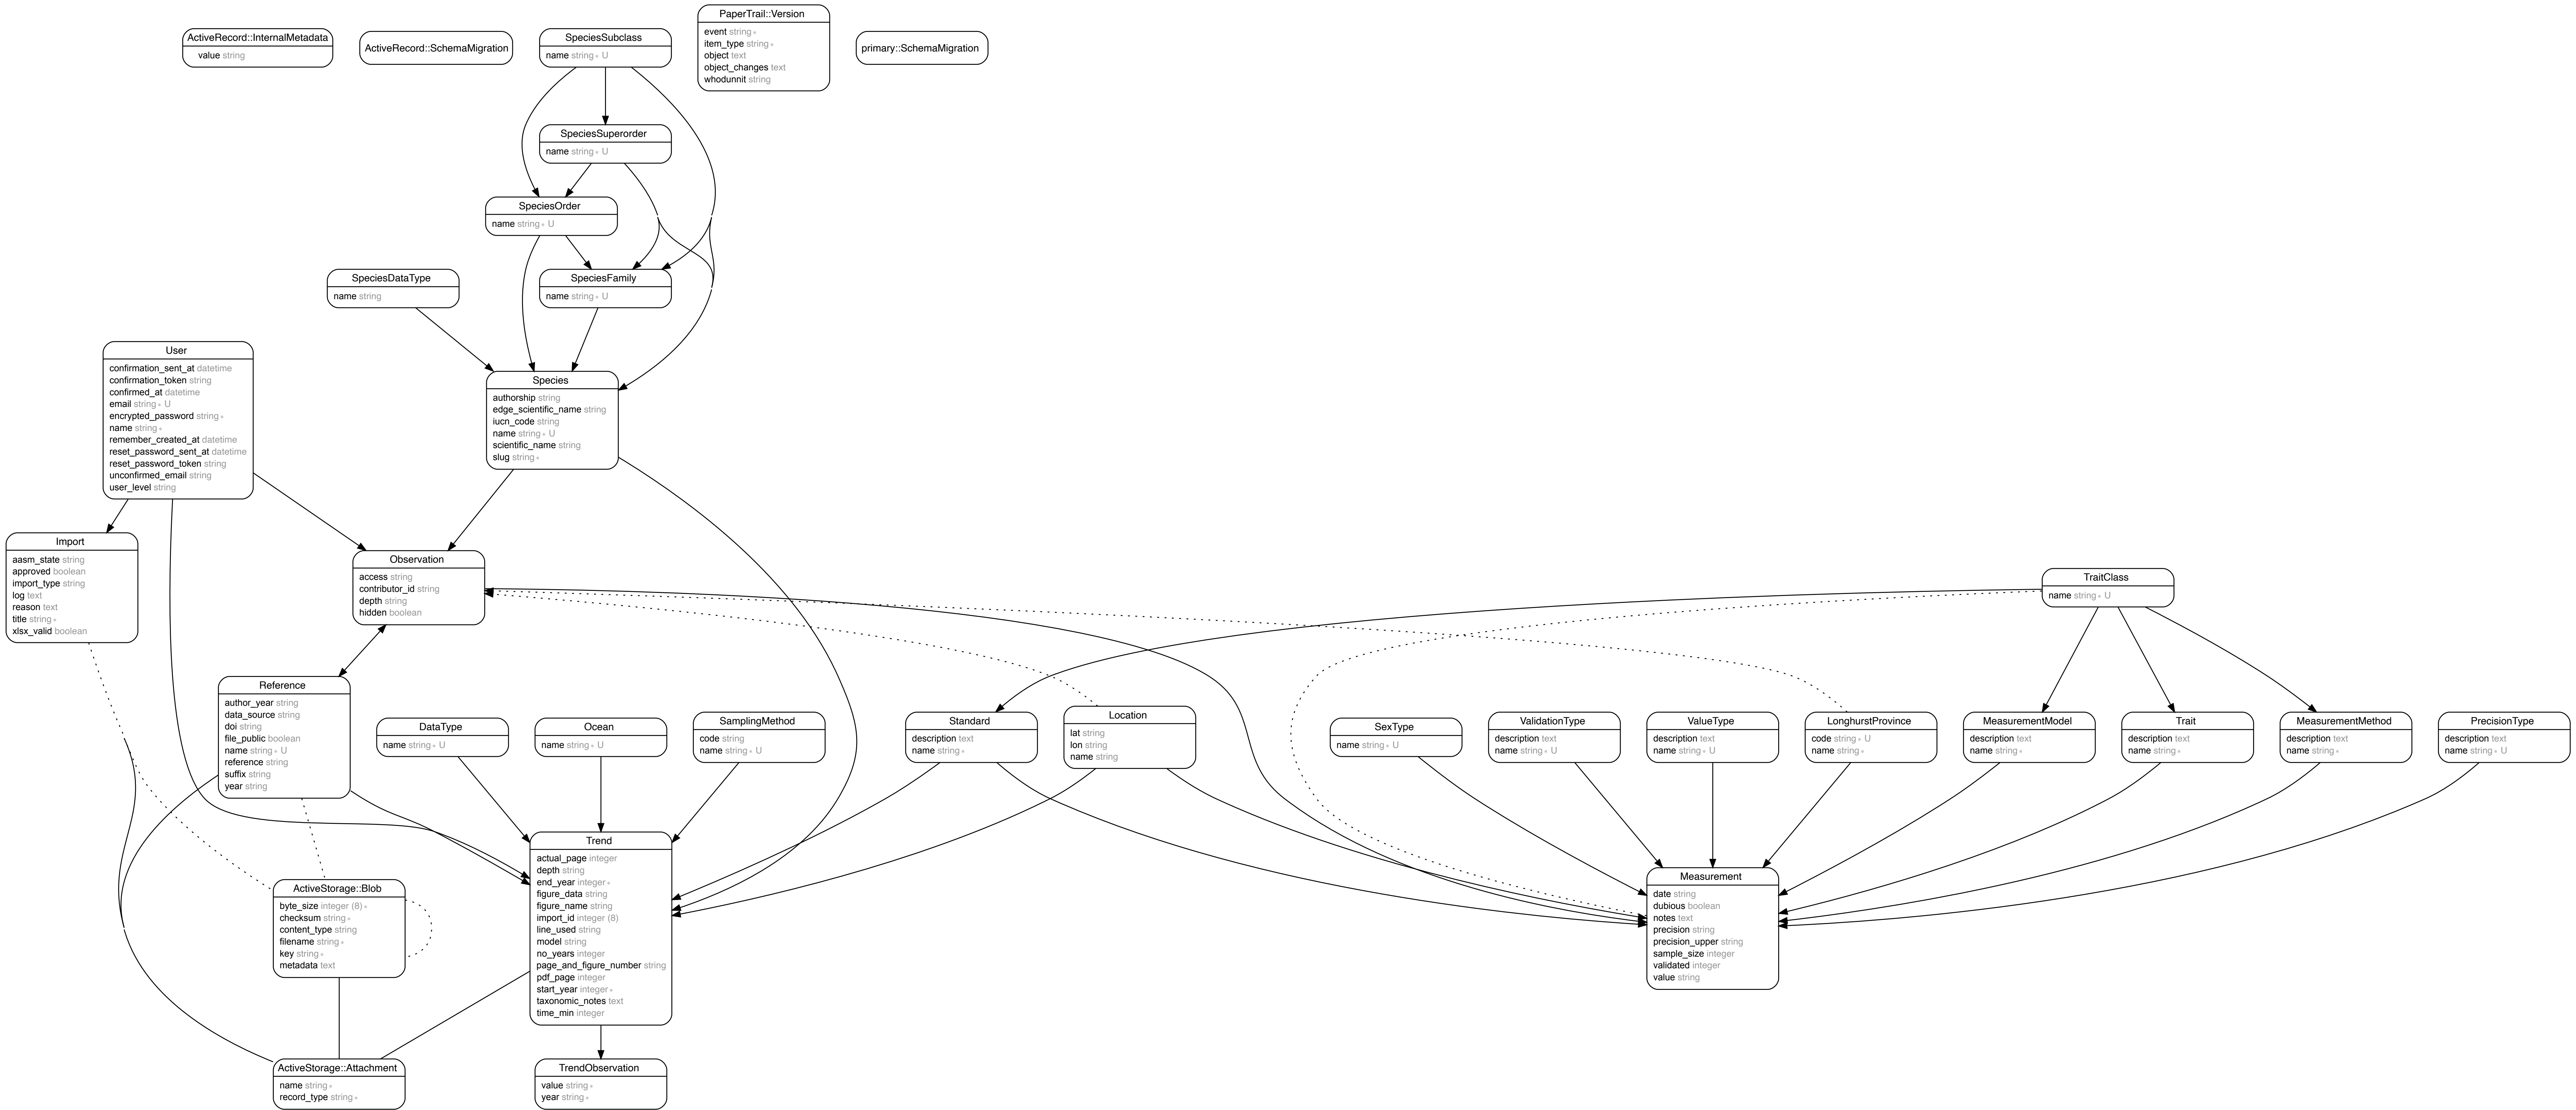 PaperTrail::Version
event string∗
item_type string∗
object text
object_changes text
whodunnit string
ActiveRecord::InternalMetadata
value string
ActiveRecord::SchemaMigration
SpeciesSubclass
name string∗ U
primary::SchemaMigration
SpeciesSuperorder
name string∗ U
SpeciesOrder
name string∗ U
SpeciesDataType
name string
SpeciesFamily
name string∗ U
User
confirmation_sent_at datetime
confirmation_token string
confirmed_at datetime
email string∗ U
encrypted_password string∗
name string∗
remember_created_at datetime
reset_password_sent_at datetime
reset_password_token string
unconfirmed_email string
user_level string
Species
authorship string
edge_scientific_name string
iucn_code string
name string∗ U
scientific_name string
slug string∗
Import
aasm_state string
approved boolean
import_type string
log text
reason text
title string∗
xlsx_valid boolean
Observation
access string
contributor_id string
depth string
hidden boolean
TraitClass
name string∗ U
Reference
author_year string
data_source string
doi string
file_public boolean
name string∗ U
reference string
suffix string
year string
DataType
name string∗ U
Ocean
name string∗ U
SamplingMethod
code string
name string∗ U
Standard
description text
name string∗
Location
lat string
lon string
name string
SexType
name string∗ U
ValidationType
description text
name string∗ U
ValueType
description text
name string∗ U
LonghurstProvince
code string∗ U
name string∗
MeasurementModel
description text
name string∗
Trait
description text
name string∗
MeasurementMethod
description text
name string∗
PrecisionType
description text
name string∗ U
Trend
actual_page integer
depth string
end_year integer∗
figure_data string
figure_name string
import_id integer (8)
line_used string
model string
no_years integer
page_and_figure_number string
pdf_page integer
start_year integer∗
taxonomic_notes text
time_min integer
ActiveStorage::Blob
byte_size integer (8)∗
checksum string∗
content_type string
filename string∗
key string∗
metadata text
Measurement
date string
dubious boolean
notes text
precision string
precision_upper string
sample_size integer
validated integer
value string
ActiveStorage::Attachment
name string∗
record_type string∗
TrendObservation
value string∗
year string∗